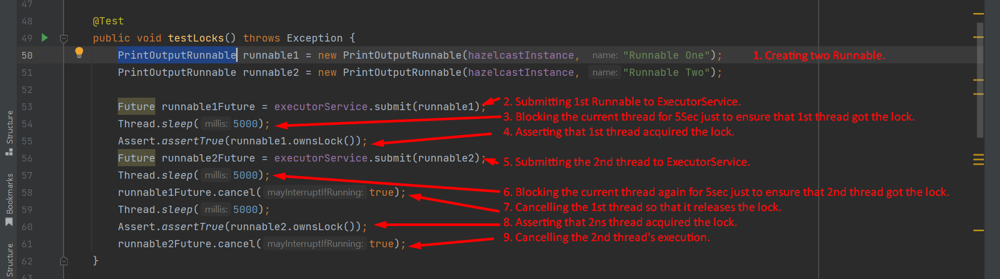 47
48 @Test
49 public void testLocks() throws Exception {
50 PrintOutputRunnable runnable1 = new PrintOutputRunnable(hazelcastInstance, name: "Runnable One"); 1. Creating two Runnable.
51 PrintOutputRunnable runnable2 = new PrintOutputRunnable(hazelcastInstance, name: "Runnable Two");
52
53 Future runnable1Future = executorService.submit(runnable1); 2. Submitting 1st Runnable to ExecutorService.
3. Blocking the current thread for 5Sec just to ensure that 1st thread got the lock.
54 Thread.sleep( millis: 5000);
4. Asserting that 1st thread acquired the lock.
55 Assert.assertTrue(runnable1.ownsLock());
56 Future runnable2Future = executorService.submit(runnable2); 5. Submitting the 2nd thread to ExecutorService.
57 Thread.sleep( millis: 5000);
58 runnable1Future.cancel( mayInterruptIfRunning: true); 6. Blocking the current thread again for 5sec just to ensure that 2nd thread got the lock.
7. Cancelling the 1st thread so that it releases the lock.
59 Thread.sleep( millis: 5000);
8. Asserting that 2ns thread acquired the lock.
60 Assert.assertTrue(runnable2.ownsLock());
9. Cancelling the 2nd thread's execution.
61 runnable2Future.cancel( mayInterruptIfRunning: true);
62 }
63
Structure
Bookmarks
Structure